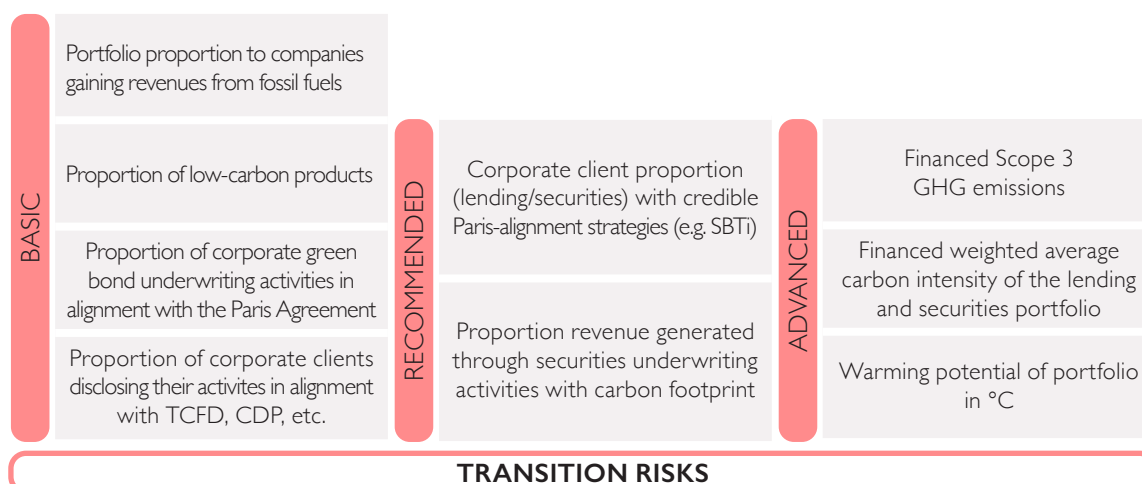 BASIC
Portfolio proportion to companies
gaining revenues from fossil fuels
Proportion of low-carbon products
Proportion of corporate green
bond underwriting activities in
alignment with the Paris Agreement
Proportion of corporate clients
disclosing their activites in alignment
with TCFD, CDP, etc.
RECOMMENDED
Corporate client proportion
(lending/securities) with credible
Paris-alignment strategies (e.g. SBTi)
Proportion revenue generated
through securities underwriting
activities with carbon footprint
ADVANCED
Financed Scope 3
GHG emissions
Financed weighted average
carbon intensity of the lending
and securities portfolio
Warming potential of portfolio
in °C
TRANSITION RISKS